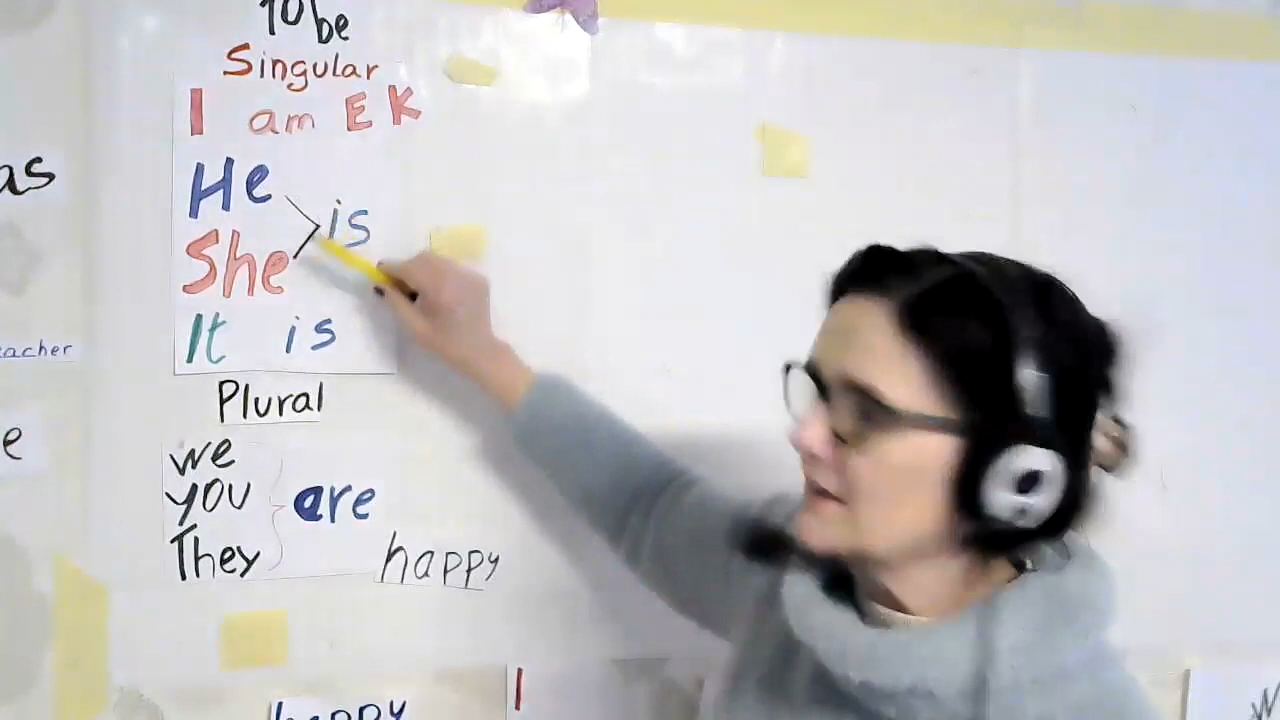 To be
Singular
I am EK
as
He
is
She
It is
eacher
Plural
e
we
you
They
are
happy
happy
I